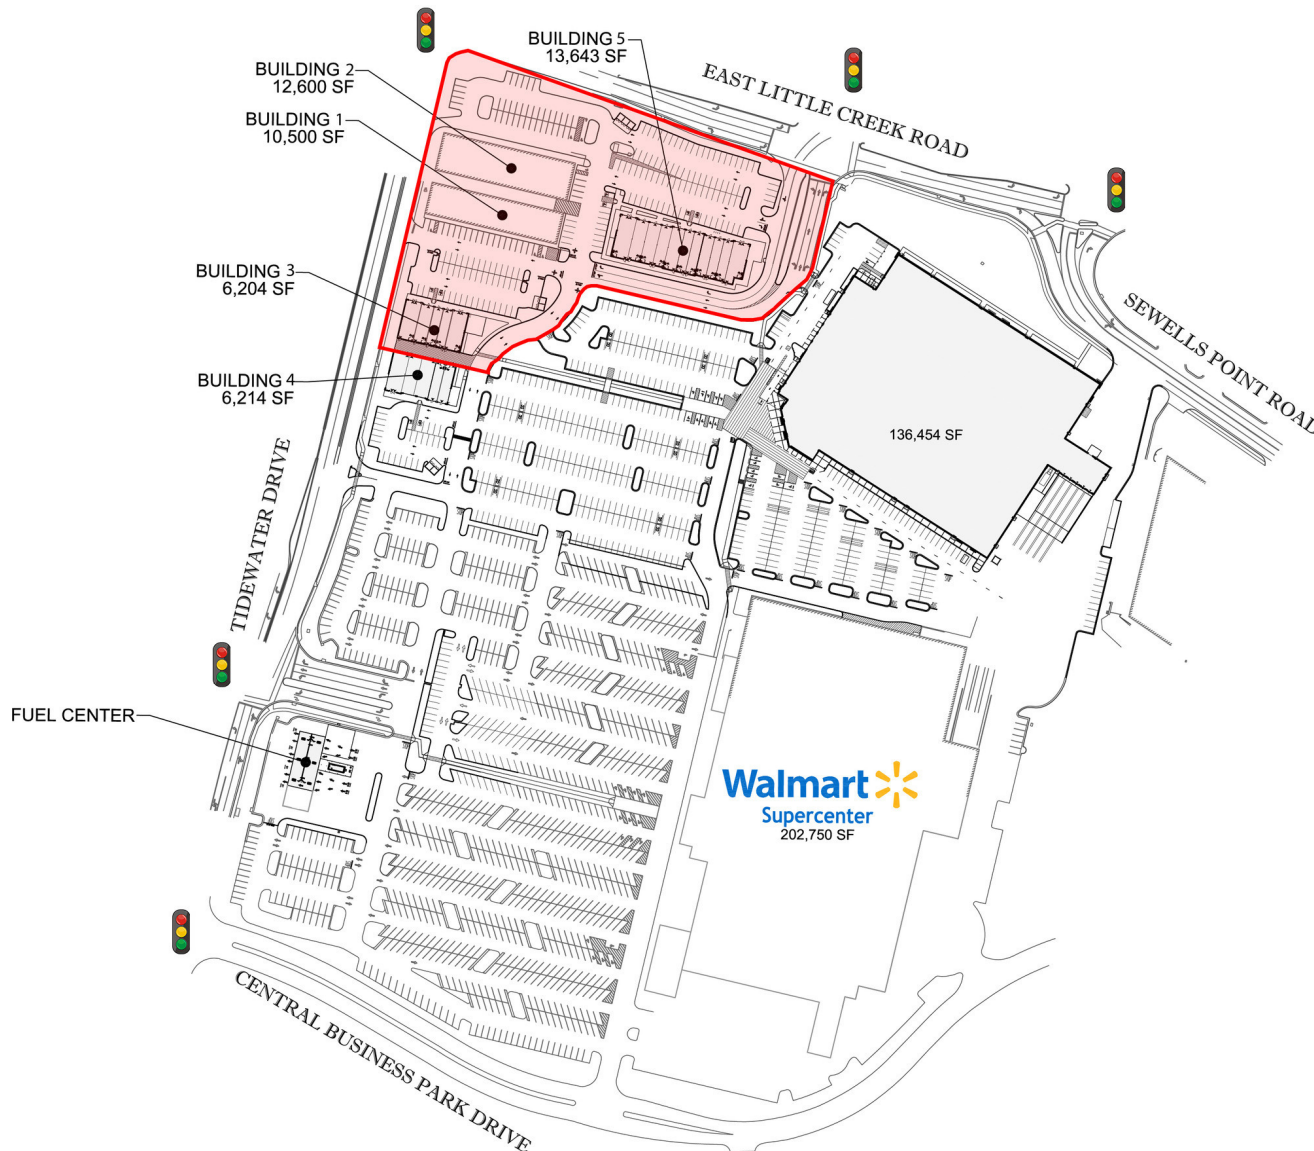 BUILDING 5
13,643 SF
BUILDING 2
12,600 SF
BUILDING 1
10,500 SF
EAST LITTLE CREEK ROAD
BUILDING 3
6,204 SF
BUILDING 4
6,214 SF
SEWELLS POINT ROAD
136,454 SF
TIDEWATER DRIVE
FUEL CENTER
Walmart
Supercenter
202,750 SF
CENTRAL BUSINESS PARK DRIVE